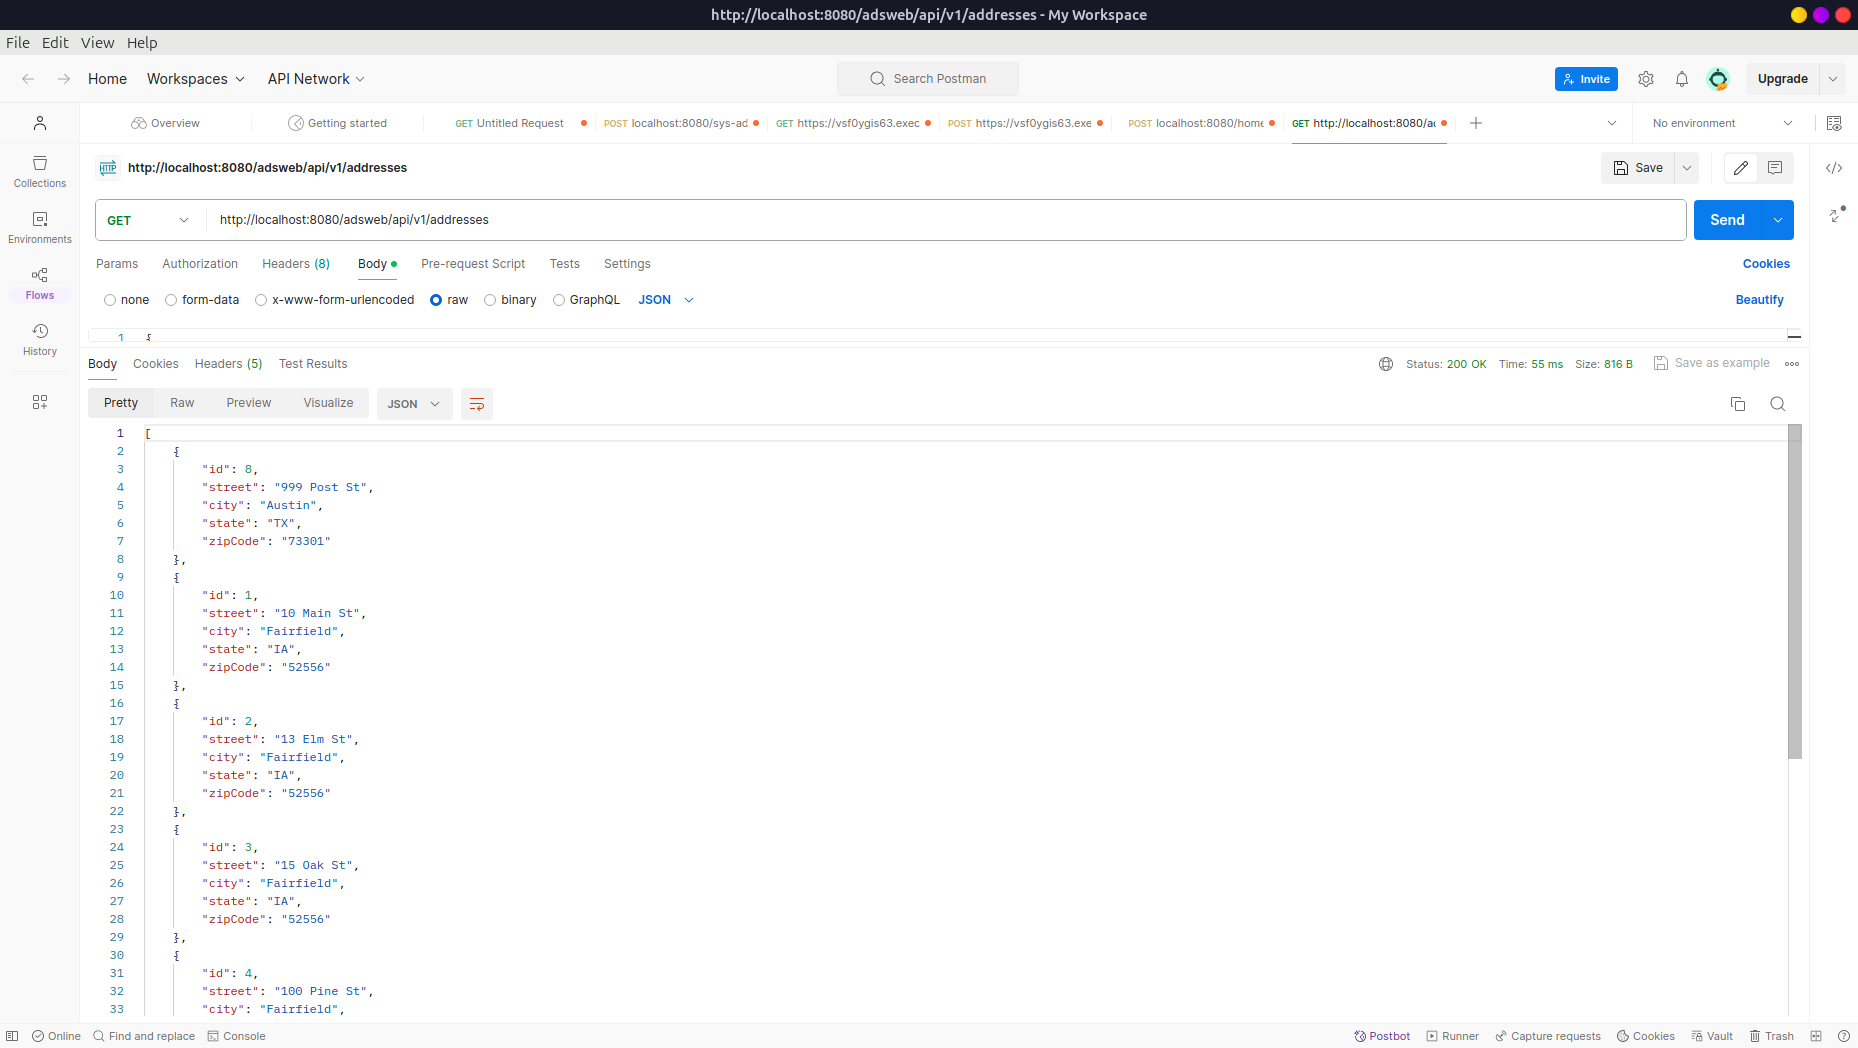 http://localhost:8080/adsweb/api/v1/addresses - My Workspace
File Edit View Help
Home Workspaces API Network Search Postman Invite Upgrade
Overview Getting started GET Untitled Request POST localhost:8080/sys-ad GET https://vsf0ygis63.exec POST https://vsf0ygis63.exe POST localhost:8080/home GET http://localhost:8080/ad No environment
HTTP http://localhost:8080/adsweb/api/v1/addresses Save
Collections
Environments
Flows
History
GET http://localhost:8080/adsweb/api/v1/addresses Send
Params Authorization Headers (8) Body Pre-request Script Tests Settings Cookies
none form-data x-www-form-urlencoded raw binary GraphQL JSON Beautify
1 {
Body Cookies Headers (5) Test Results Status: 200 OK Time: 55 ms Size: 816 B Save as example
Pretty Raw Preview Visualize JSON
1 [
2 {
3 "id": 8,
4 "street": "999 Post St",
5 "city": "Austin",
6 "state": "TX",
7 "zipCode": "73301"
8 },
9 {
10 "id": 1,
11 "street": "10 Main St",
12 "city": "Fairfield",
13 "state": "IA",
14 "zipCode": "52556"
15 },
16 {
17 "id": 2,
18 "street": "13 Elm St",
19 "city": "Fairfield",
20 "state": "IA",
21 "zipCode": "52556"
22 },
23 {
24 "id": 3,
25 "street": "15 Oak St",
26 "city": "Fairfield",
27 "state": "IA",
28 "zipCode": "52556"
29 },
30 {
31 "id": 4,
32 "street": "100 Pine St",
33 "city": "Fairfield",
Online Find and replace Console Postbot Runner Capture requests Cookies Vault Trash